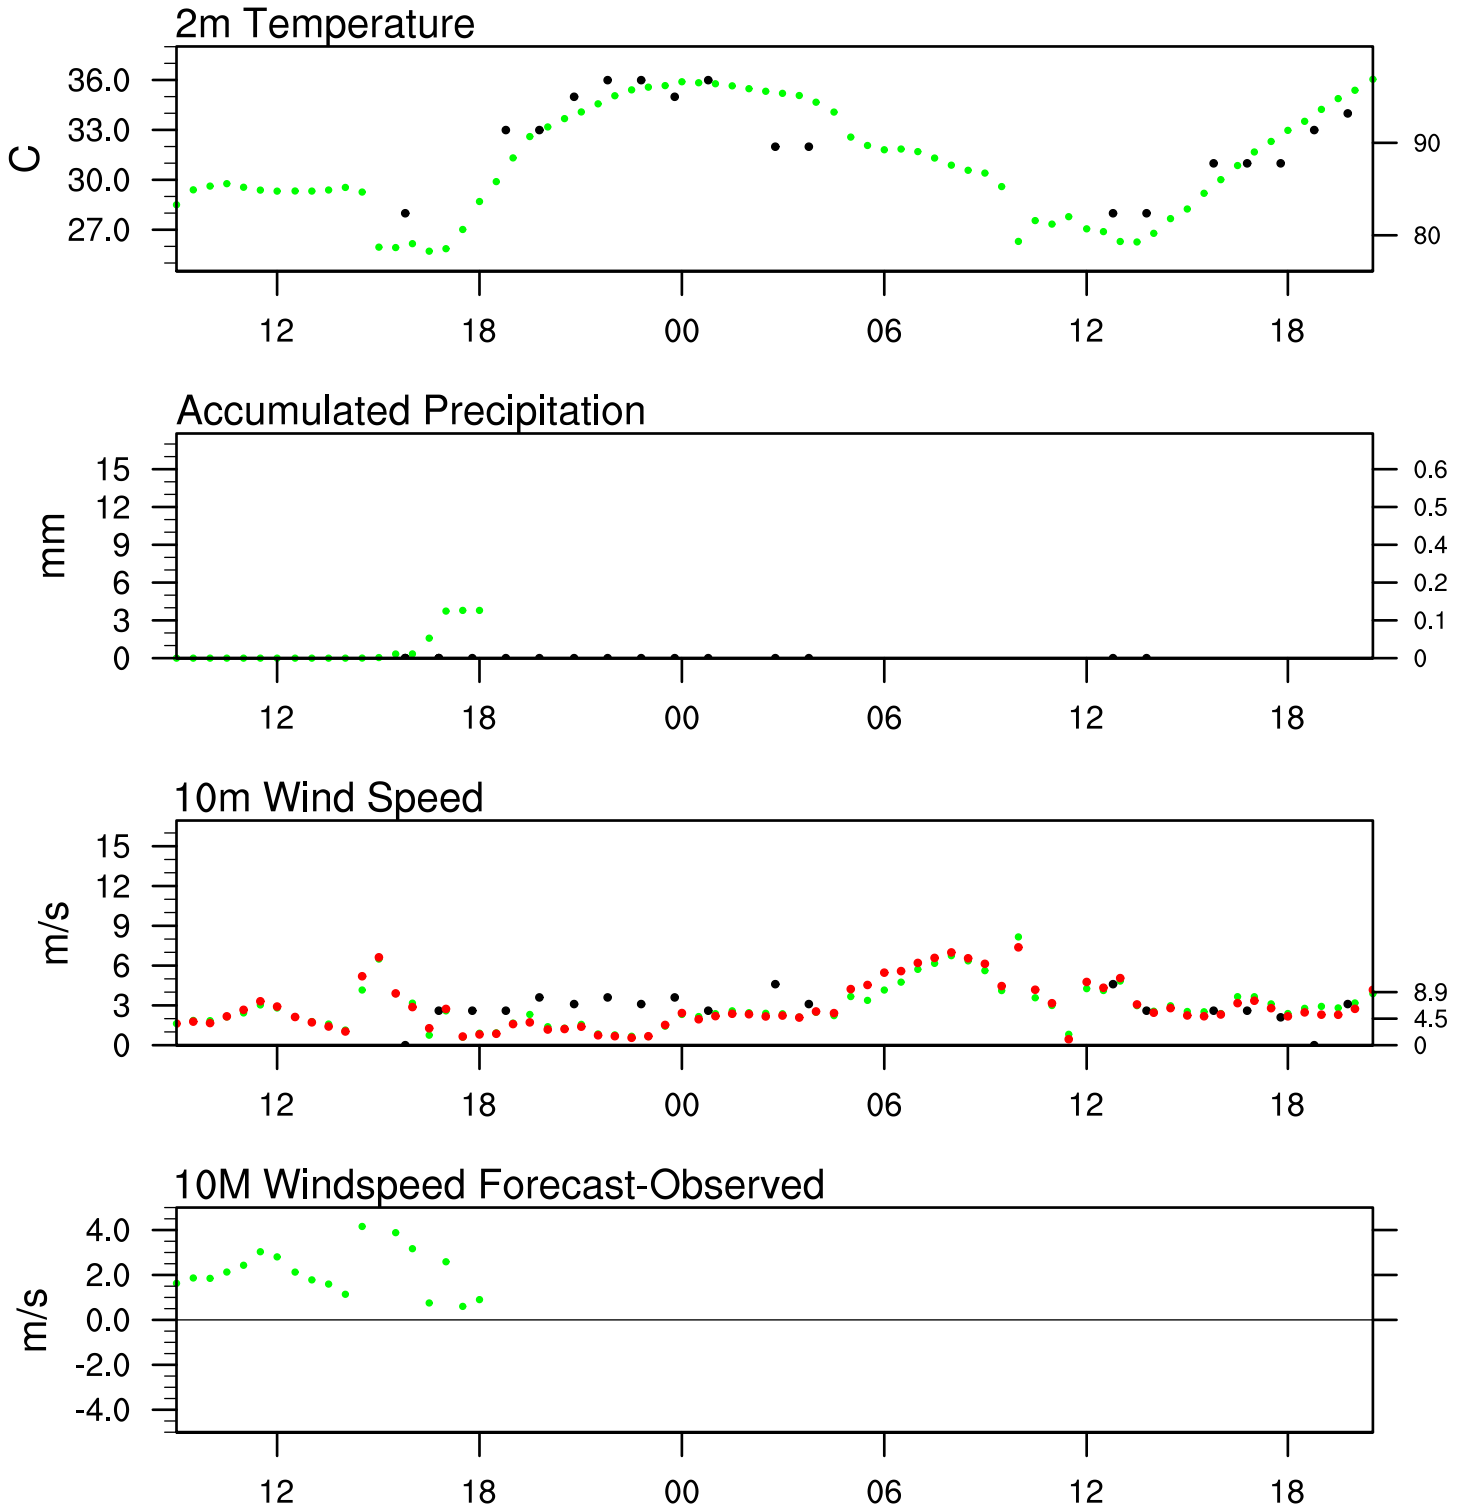 2m Temperature
36.0
33.0
30.0
27.0
C
90
80
12 18 00 06 12 18
Accumulated Precipitation
15
12
9
6
3
0
mm
0.6
0.5
0.4
0.2
0.1
0
12 18 00 06 12 18
10m Wind Speed
15
12
9
6
3
0
m/s
8.9
4.5
0
12 18 00 06 12 18
10M Windspeed Forecast-Observed
4.0
2.0
0.0
-2.0
-4.0
m/s
12 18 00 06 12 18